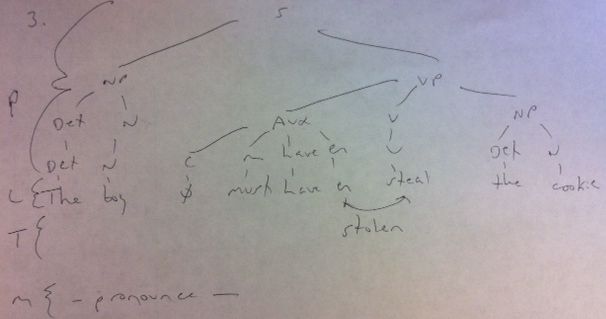 3. S
NP VP
P Det N Aux V NP
Det N C m have en V Det N
L { The boy ∅ must have en steal the cookie
T { stolen
m { - pronounce -